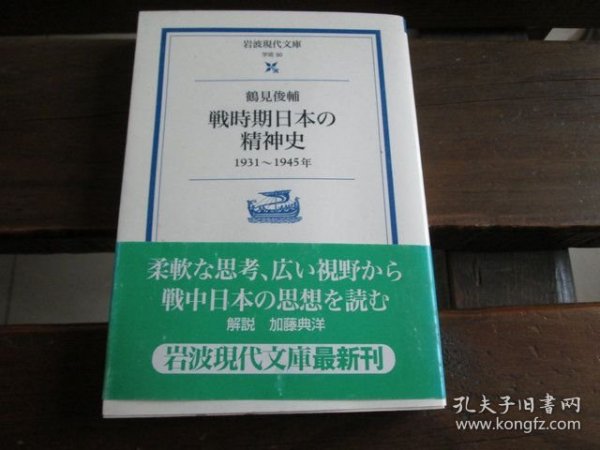 岩波現代文庫
学術 50
鶴見俊輔
戦時期日本の
精神史
1931～1945年
柔軟な思考、広い視野から
戦中日本の思想を読む
解説 加藤典洋
岩波現代文庫最新刊
孔夫子旧书网
www.kongfz.com